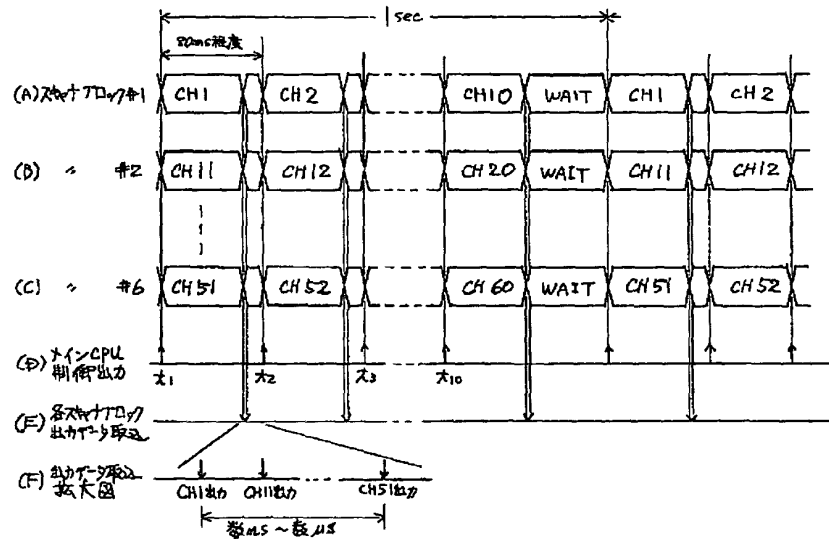 1 sec
80ms程度
(A) スキャナブロック#1 CH1 CH2 CH10 WAIT CH1 CH2
(B) 〃 #2 CH11 CH12 CH20 WAIT CH11 CH12
(C) 〃 #6 CH51 CH52 CH60 WAIT CH51 CH52
(D) メインCPU
制御出力
t1 t2 t3 t10
(E) 各スキャナブロック
出力データ取込
(F) 出力データ取込
拡大図
CH1出力 CH11出力 CH51出力
数ms～数μs